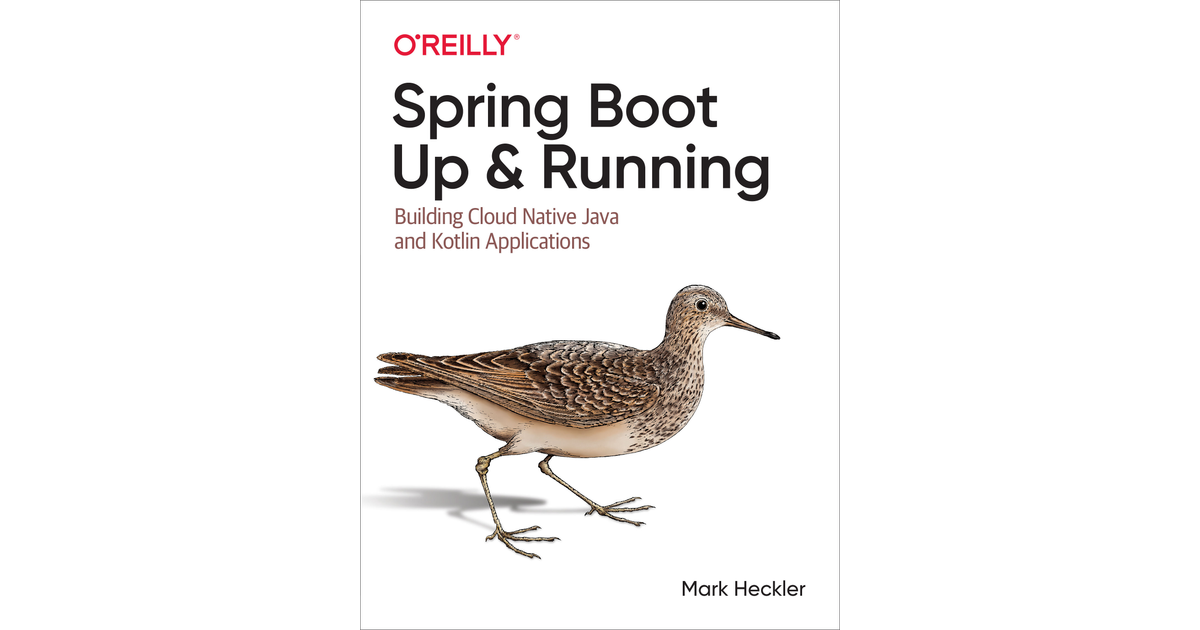 O'REILLY®
Spring Boot
Up & Running
Building Cloud Native Java
and Kotlin Applications
Mark Heckler